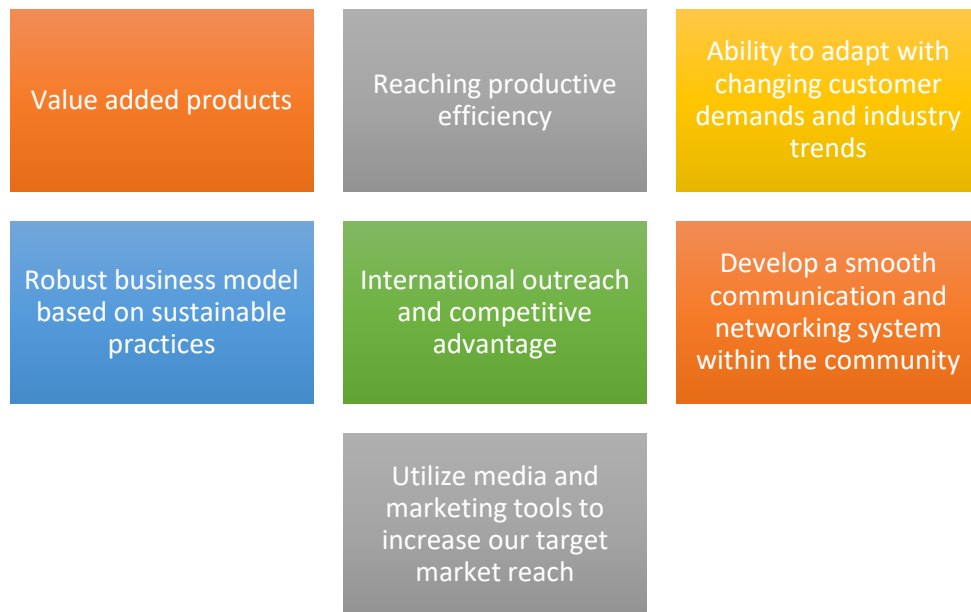 Value added products
Reaching productive
efficiency
Ability to adapt with
changing customer
demands and industry
trends
Robust business model
based on sustainable
practices
International outreach
and competitive
advantage
Develop a smooth
communication and
networking system
within the community
Utilize media and
marketing tools to
increase our target
market reach